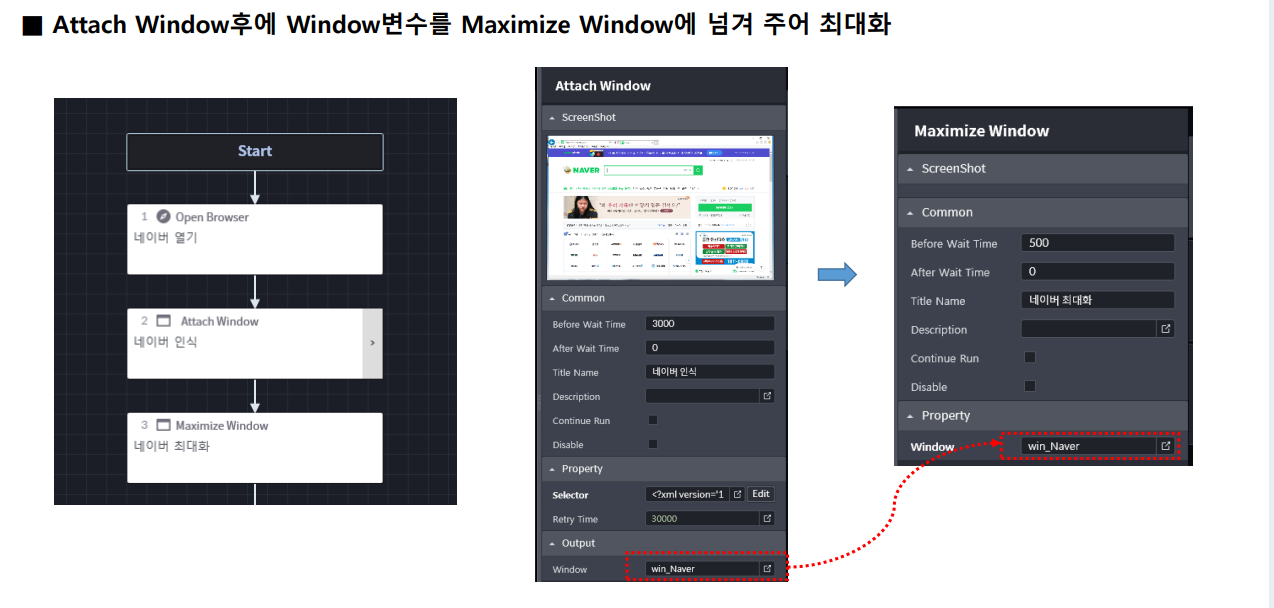 ■ Attach Window후에 Window변수를 Maximize Window에 넘겨 주어 최대화
Start
1 Open Browser
네이버 열기
2 Attach Window
네이버 인식
3 Maximize Window
네이버 최대화
Attach Window
ScreenShot
NAVER
Common
Before Wait Time 3000
After Wait Time 0
Title Name 네이버 인식
Description
Continue Run
Disable
Property
Selector <?xml version='1 Edit
Retry Time 30000
Output
Window win_Naver
Maximize Window
ScreenShot
Common
Before Wait Time 500
After Wait Time 0
Title Name 네이버 최대화
Description
Continue Run
Disable
Property
Window win_Naver